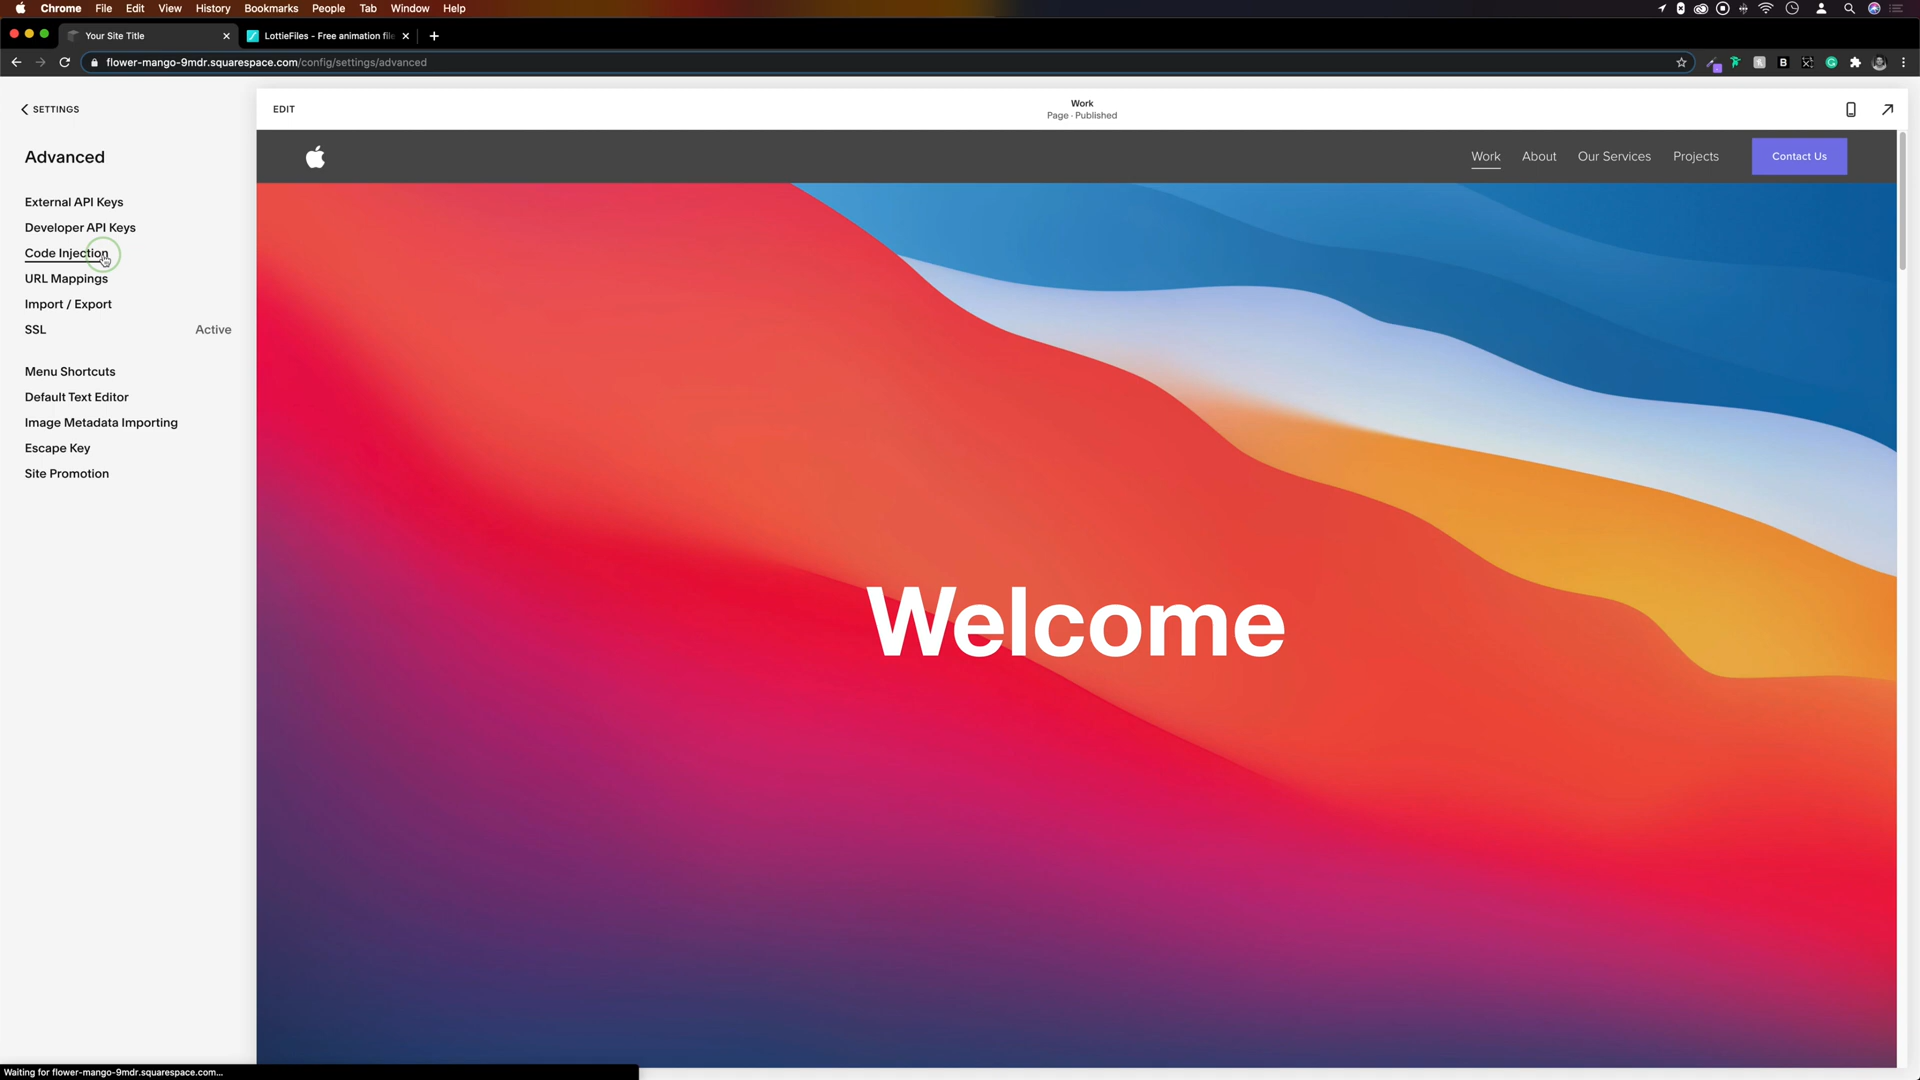 Chrome File Edit View History Bookmarks People Tab Window Help
Your Site Title
LottieFiles - Free animation file
flower-mango-9mdr.squarespace.com/config/settings/advanced
SETTINGS
EDIT
Work
Page · Published
Advanced
Work About Our Services Projects Contact Us
External API Keys
Developer API Keys
Code Injection
URL Mappings
Import / Export
SSL Active
Menu Shortcuts
Default Text Editor
Image Metadata Importing
Escape Key
Site Promotion
Welcome
Waiting for flower-mango-9mdr.squarespace.com...